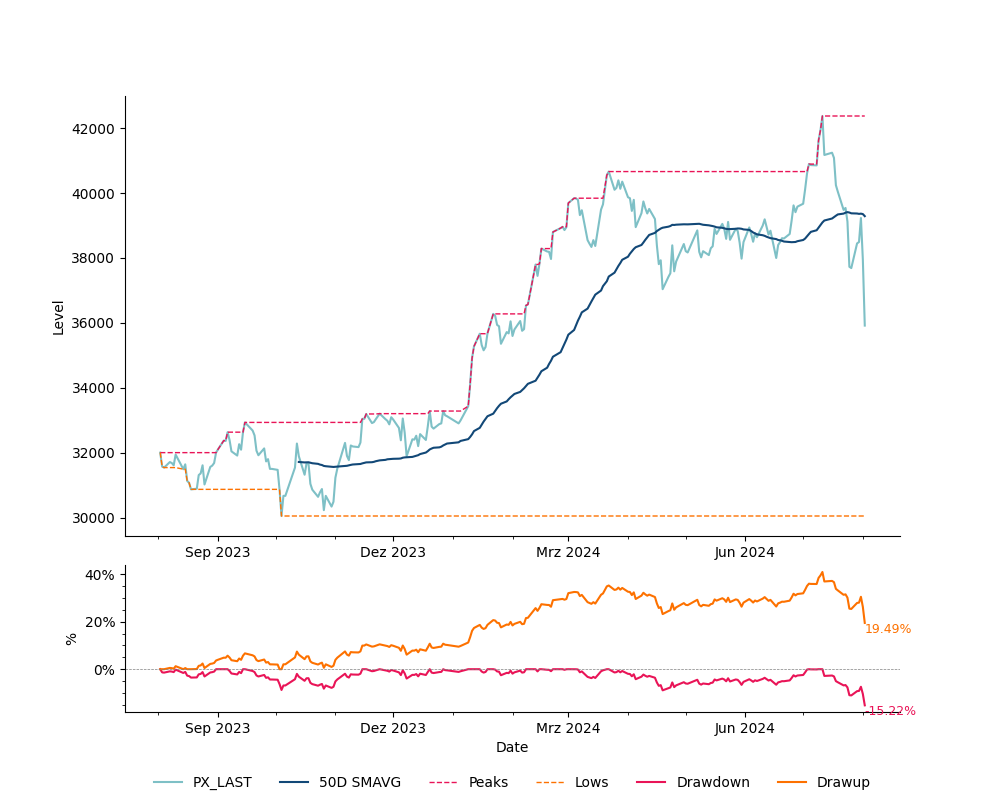 42000
40000
38000
36000
34000
32000
30000
Level
Sep 2023 Dez 2023 Mrz 2024 Jun 2024
40%
20%
0%
%
19.49%
-15.22%
Sep 2023 Dez 2023 Mrz 2024 Jun 2024
Date
PX_LAST 50D SMAVG Peaks Lows Drawdown Drawup